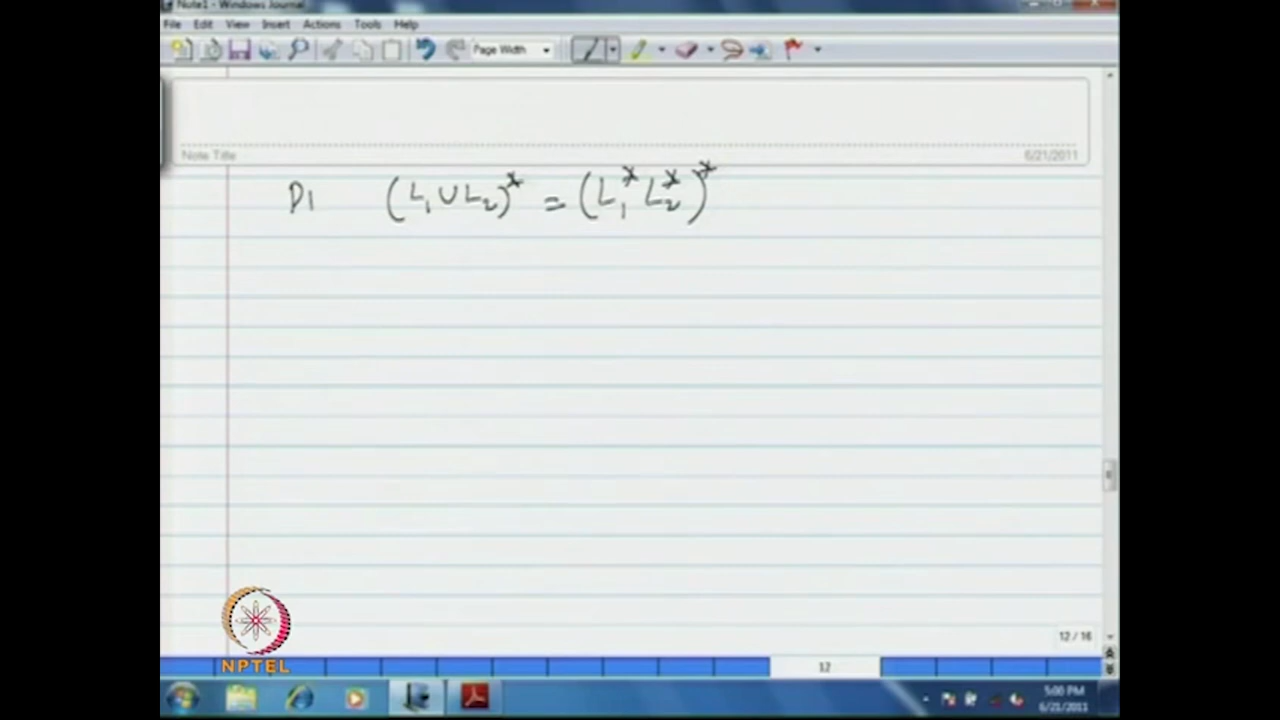 Note1 - Windows Journal
File Edit View Insert Actions Tools Help
Page Width
Note Title
6/21/2011
P1 (L₁ ∪ L₂)* = (L₁* L₂*)*
12 / 16
NPTEL
12
5:00 PM
6/21/2011